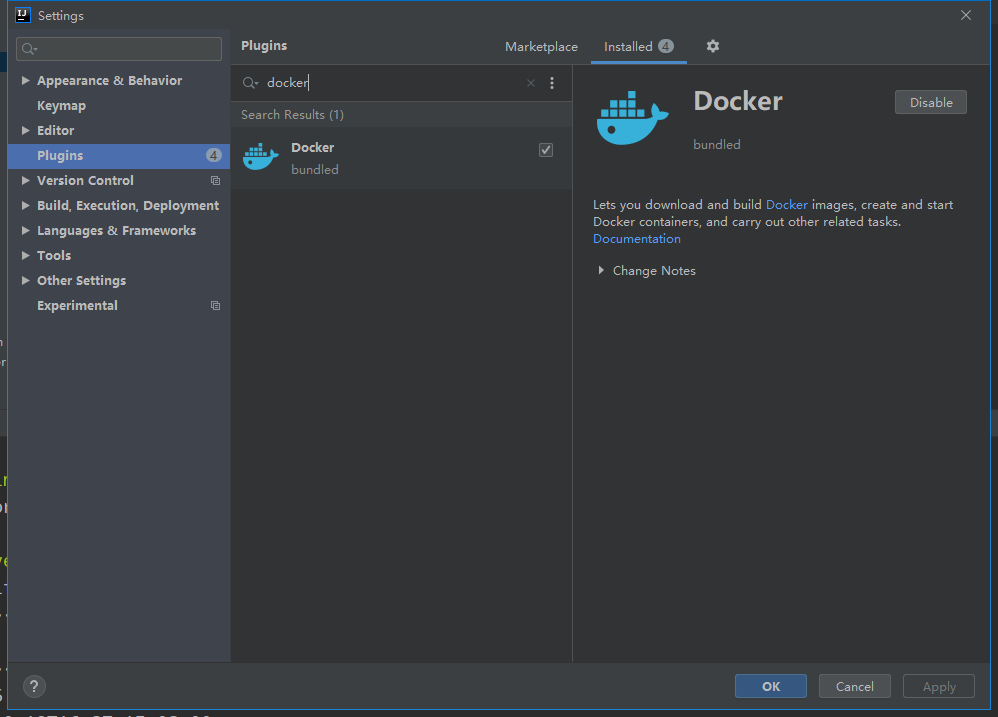 Settings
Plugins
Marketplace
Installed 4
docker
Search Results (1)
Docker
bundled
Appearance & Behavior
Keymap
Editor
Plugins 4
Version Control
Build, Execution, Deployment
Languages & Frameworks
Tools
Other Settings
Experimental
Docker
Disable
bundled
Lets you download and build Docker images, create and start
Docker containers, and carry out other related tasks.
Documentation
Change Notes
?
OK
Cancel
Apply